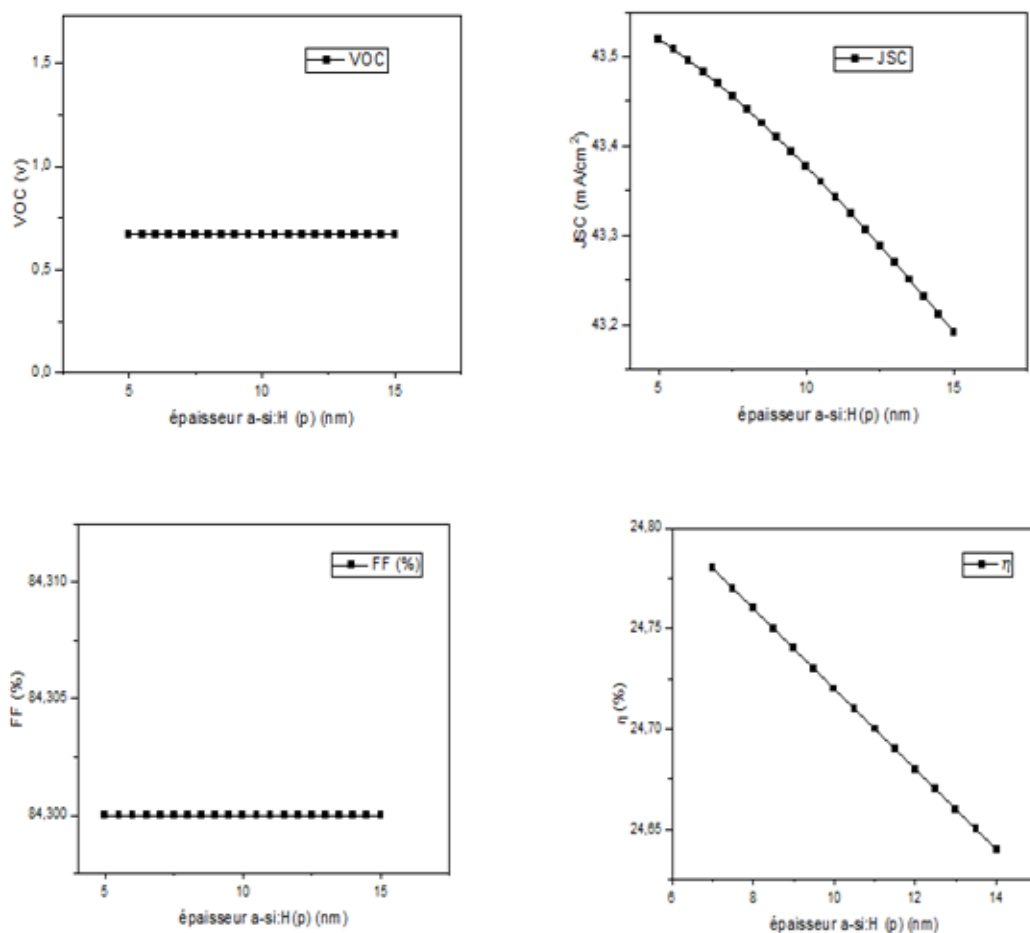 VOC
1,5
1,0
0,5
0,0
VOC (v)
5 10 15
épaisseur a-si:H (p) (nm)
JSC
43,5
43,4
43,3
43,2
JSC (m A/cm²)
5 10 15
épaisseur a-si:H(p) (nm)
FF (%)
84,310
84,305
84,300
FF (%)
5 10 15
épaisseur a-si:H(p) (nm)
η
24,80
24,75
24,70
24,65
η (%)
6 8 10 12 14
épaisseur a-si:H (p) (nm)